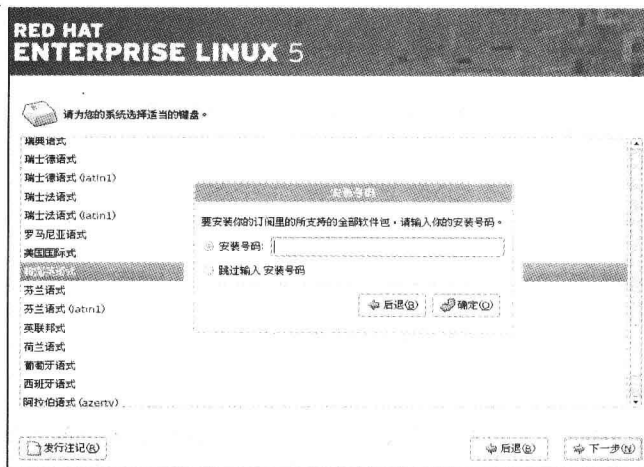 RED HAT
ENTERPRISE LINUX 5
请为您的系统选择适当的键盘。
瑞典语式
瑞士德语式
瑞士德语式 (latin1)
瑞士法语式
瑞士法语式 (latin1)
罗马尼亚语式
美国国际式
芬兰语式
芬兰语式 (latin1)
英联邦式
荷兰语式
葡萄牙语式
西班牙语式
阿拉伯语式 (azerty)
安装号码
要安装你的订阅里的所支持的全部软件包，请输入你的安装号码。
安装号码:
跳过输入 安装号码
后退(B)
确定(O)
发行注记(R)
后退(B)
下一步(N)